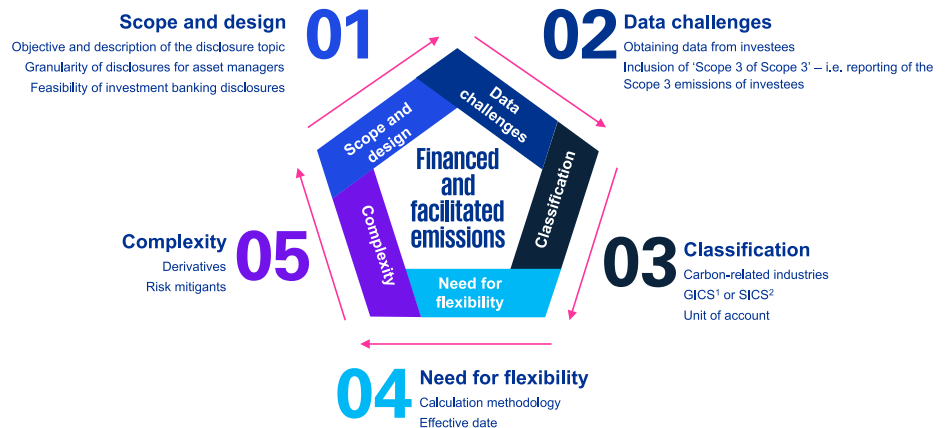 01
Scope and design
Objective and description of the disclosure topic
Granularity of disclosures for asset managers
Feasibility of investment banking disclosures
02
Data challenges
Obtaining data from investees
Inclusion of ‘Scope 3 of Scope 3’ – i.e. reporting of the
Scope 3 emissions of investees
Scope and
design
Data
challenges
Classification
Need for
flexibility
Complexity
Financed
and
facilitated
emissions
03
Classification
Carbon-related industries
GICS¹ or SICS²
Unit of account
04
Need for flexibility
Calculation methodology
Effective date
05
Complexity
Derivatives
Risk mitigants